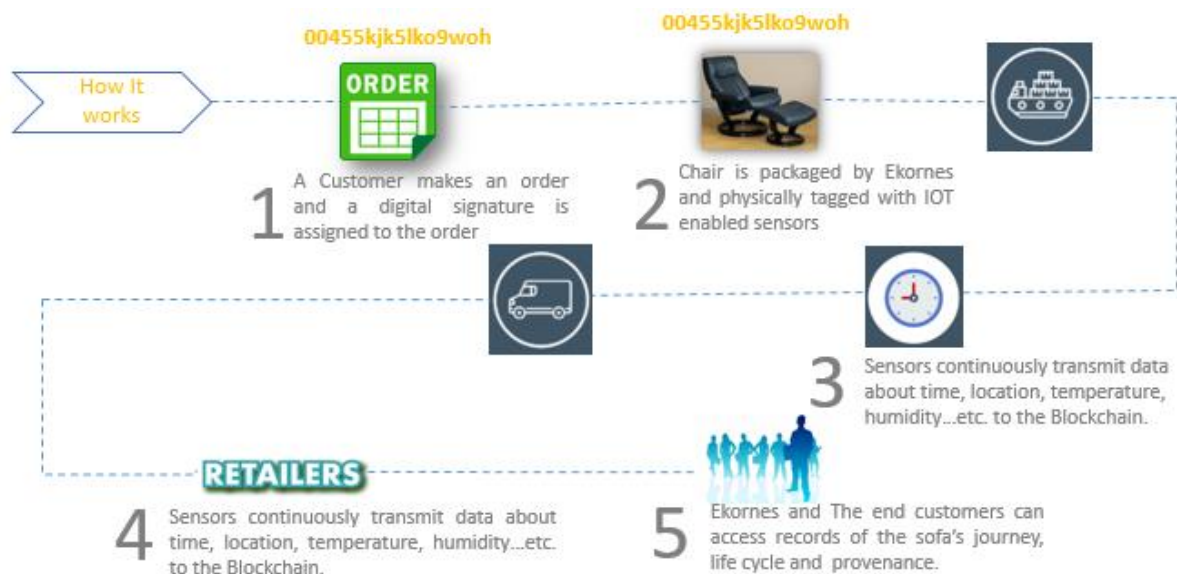 00455kjk5lko9woh
00455kjk5lko9woh
How It
works
ORDER
1
A Customer makes an order
and a digital signature is
assigned to the order
2
Chair is packaged by Ekornes
and physically tagged with IOT
enabled sensors
3
Sensors continuously transmit data
about time, location, temperature,
humidity...etc. to the Blockchain.
RETAILERS
4
Sensors continuously transmit data about
time, location, temperature, humidity...etc.
to the Blockchain.
5
Ekornes and The end customers can
access records of the sofa's journey,
life cycle and provenance.